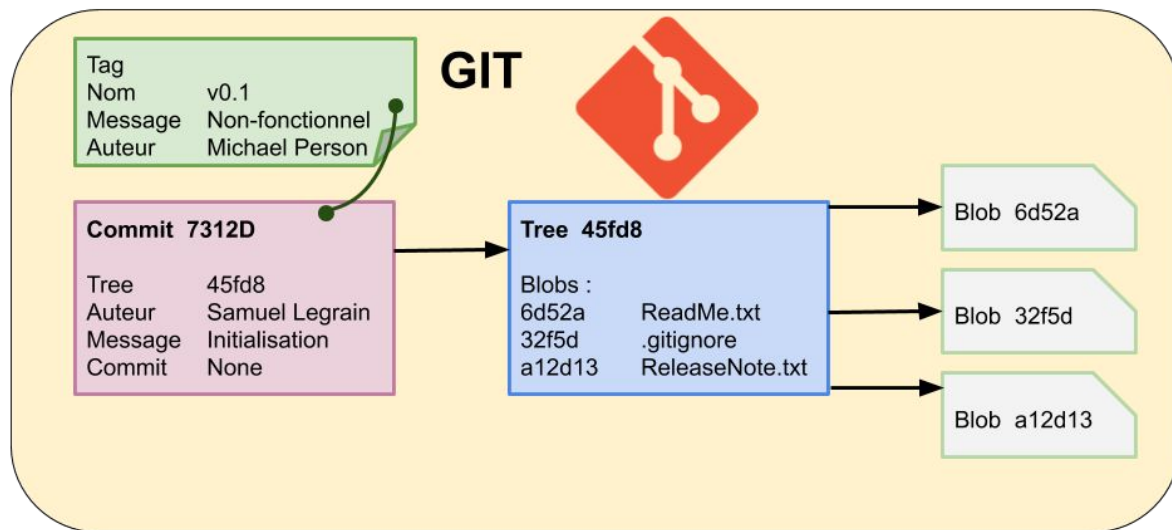 GIT
Tag
Nom v0.1
Message Non-fonctionnel
Auteur Michael Person
Commit 7312D
Tree 45fd8
Auteur Samuel Legrain
Message Initialisation
Commit None
Tree 45fd8
Blobs :
6d52a ReadMe.txt
32f5d .gitignore
a12d13 ReleaseNote.txt
Blob 6d52a
Blob 32f5d
Blob a12d13